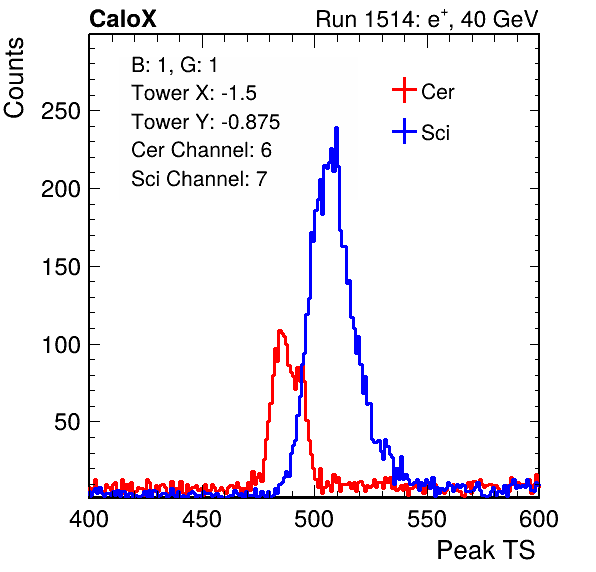 CaloX
Run 1514: e+, 40 GeV
Counts
B: 1, G: 1
Tower X: -1.5
Tower Y: -0.875
Cer Channel: 6
Sci Channel: 7
Cer
Sci
250
200
150
100
50
400 450 500 550 600
Peak TS